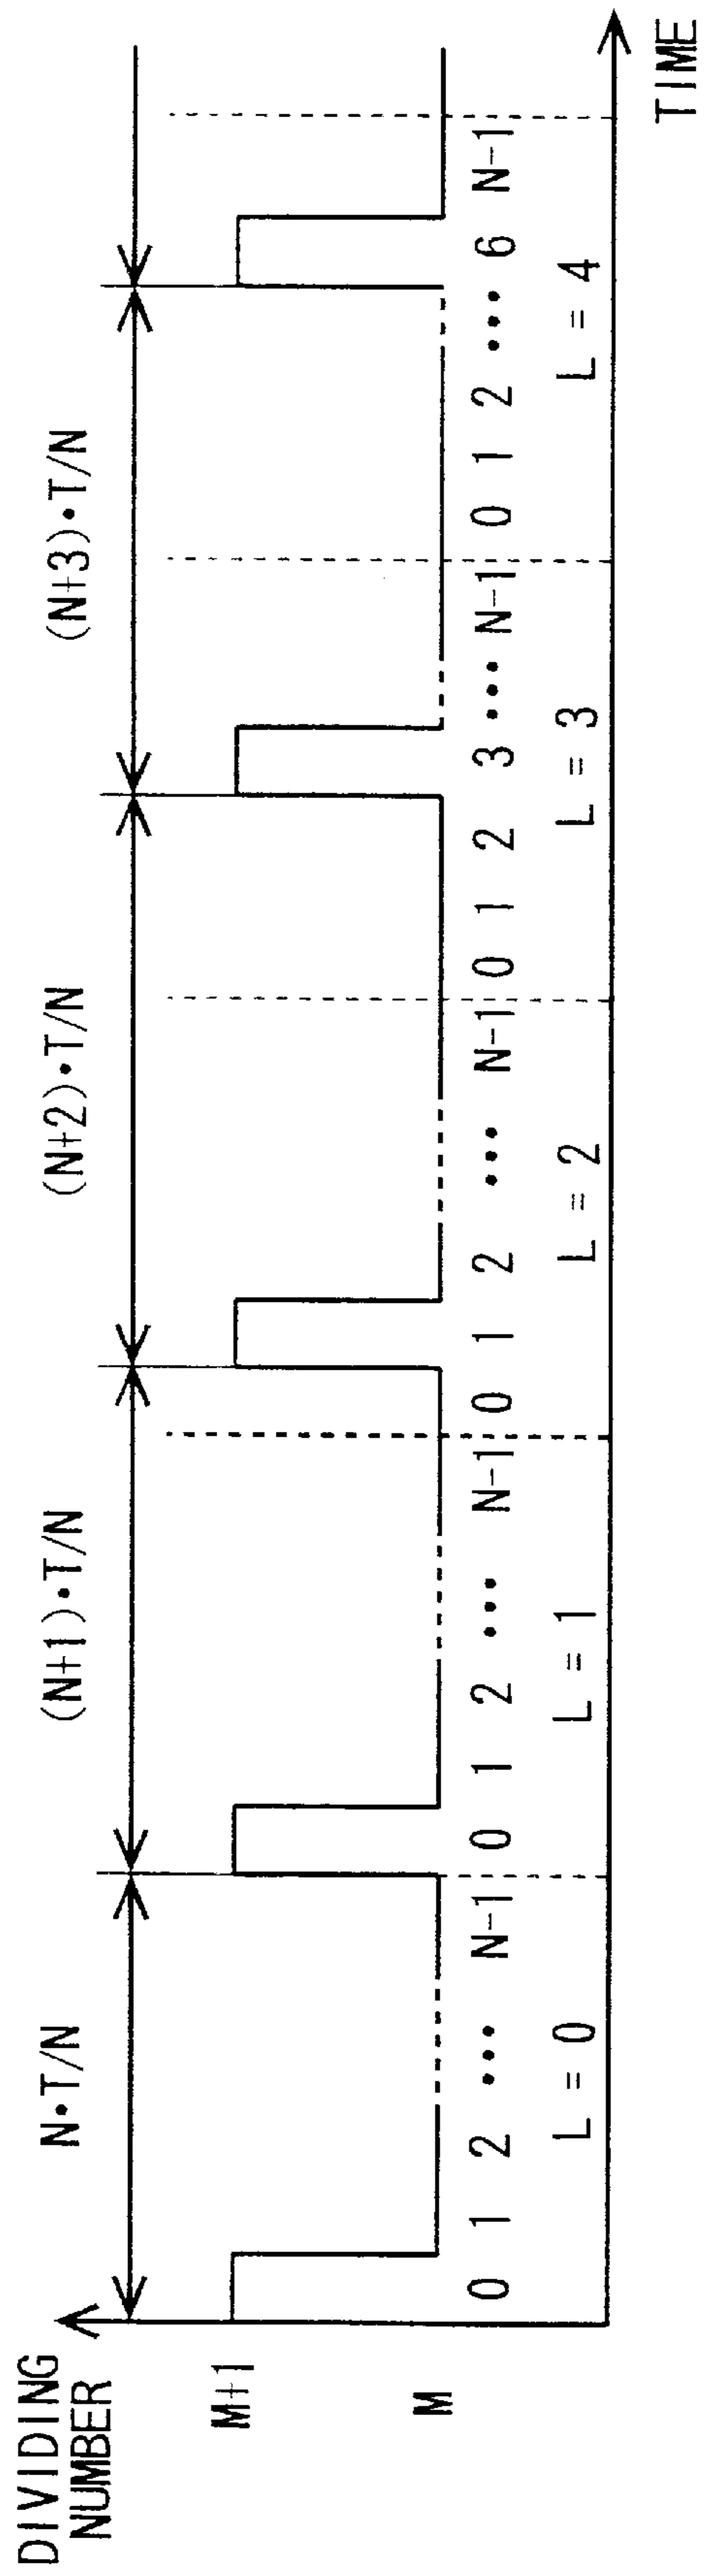 DIVIDING
NUMBER
N•T/N
(N+1)•T/N
(N+2)•T/N
(N+3)•T/N
M+1
M
0 1 2 ••• N-1
0 1 2 ••• N-1
0 1 2 ••• N-1
0 1 2 3 ••• N-1
0 1 2 ••• 6 N-1
L = 0
L = 1
L = 2
L = 3
L = 4
TIME